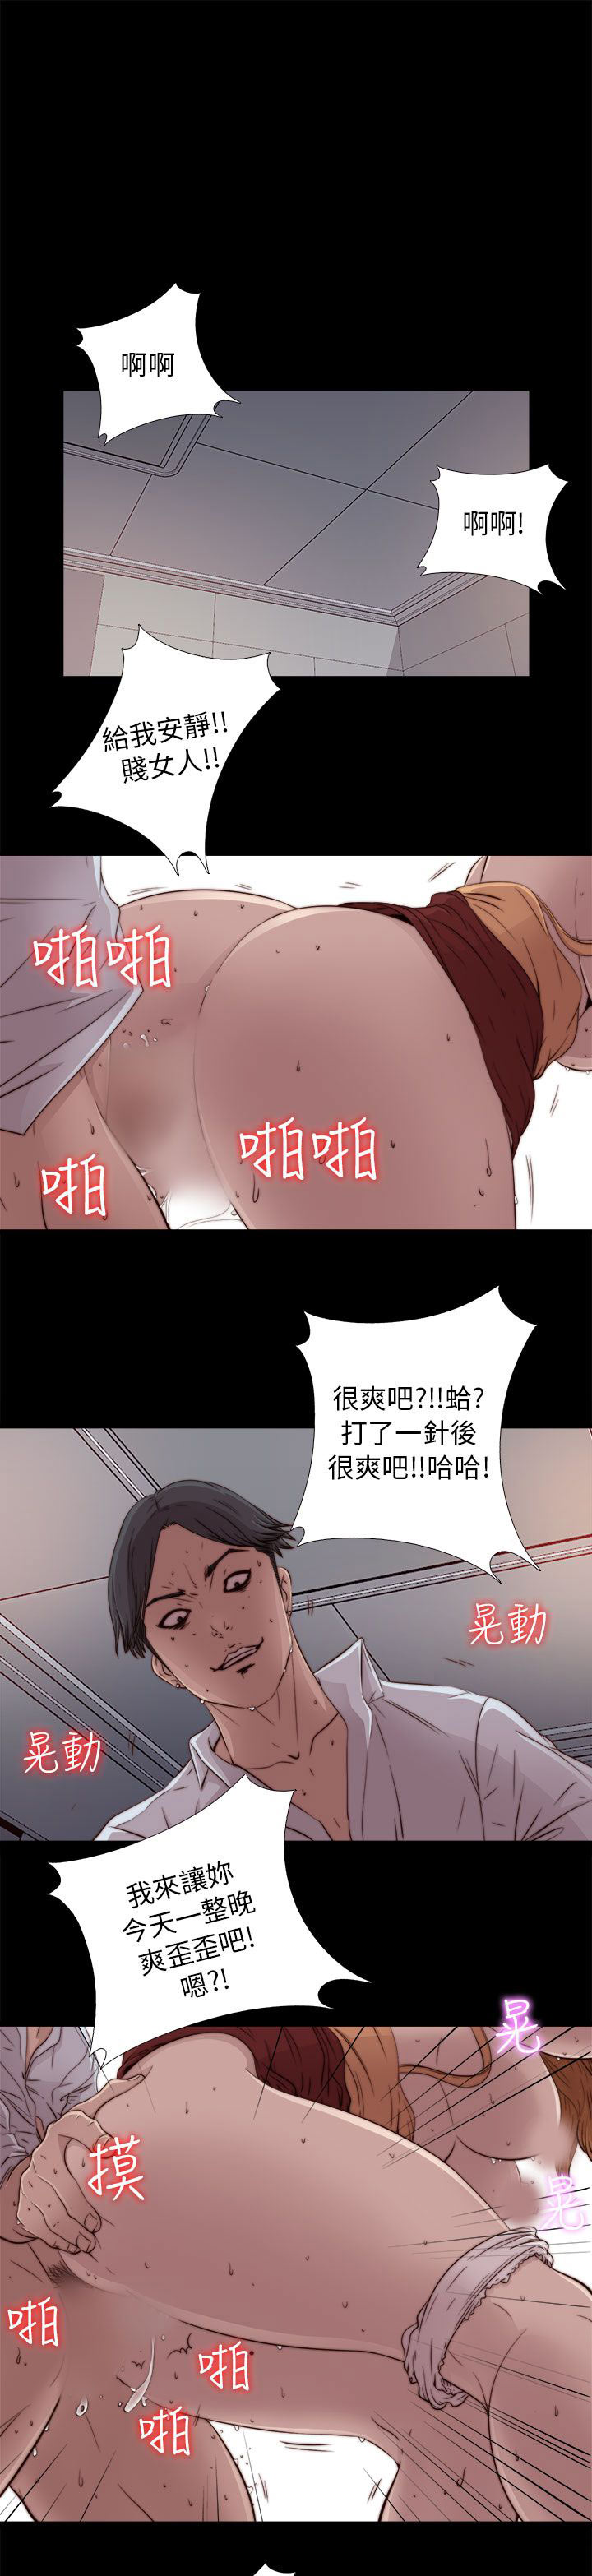 啊啊
啊啊!
給我安靜!!
賤女人!!
啪啪
啪啪
啪
很爽吧?!!蛤?
打了一針後
很爽吧!!哈哈!
晃動
晃動
我來讓妳
今天一整晚
爽歪歪吧!
嗯?!
晃
摸
晃
啪
啪
啪